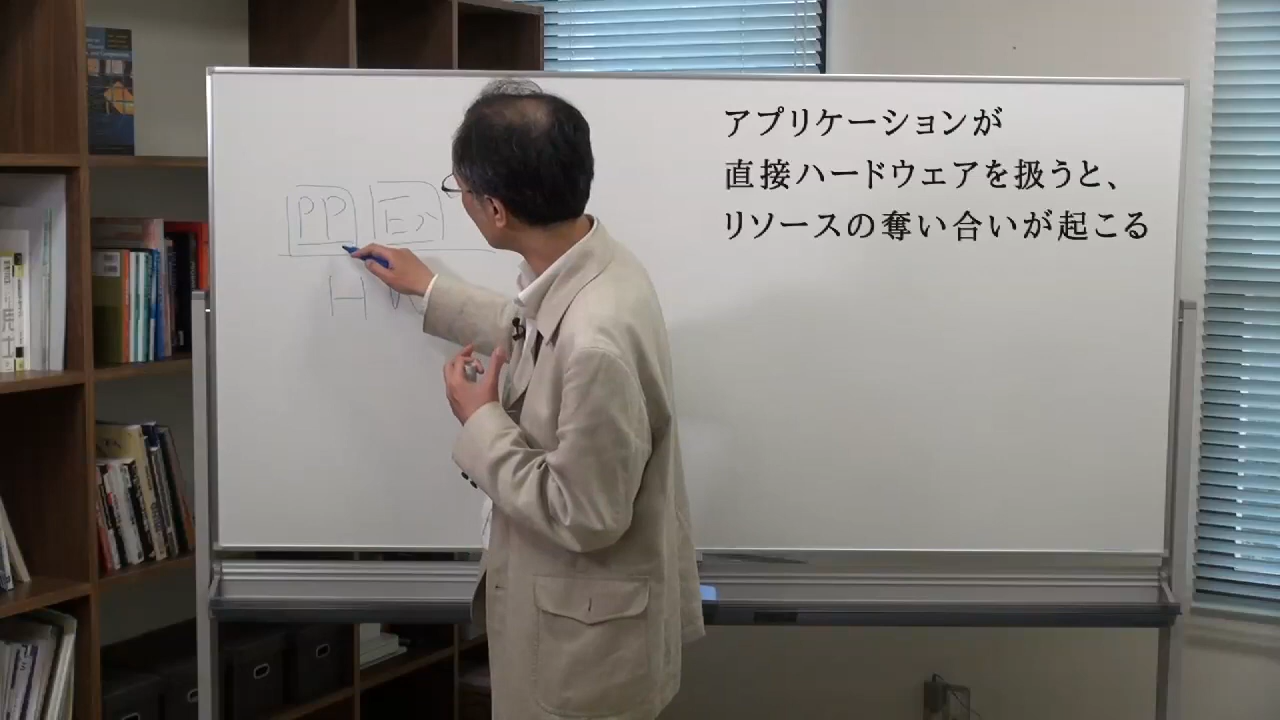 アプリケーションが
直接ハードウェアを扱うと、
リソースの奪い合いが起こる
PP
H